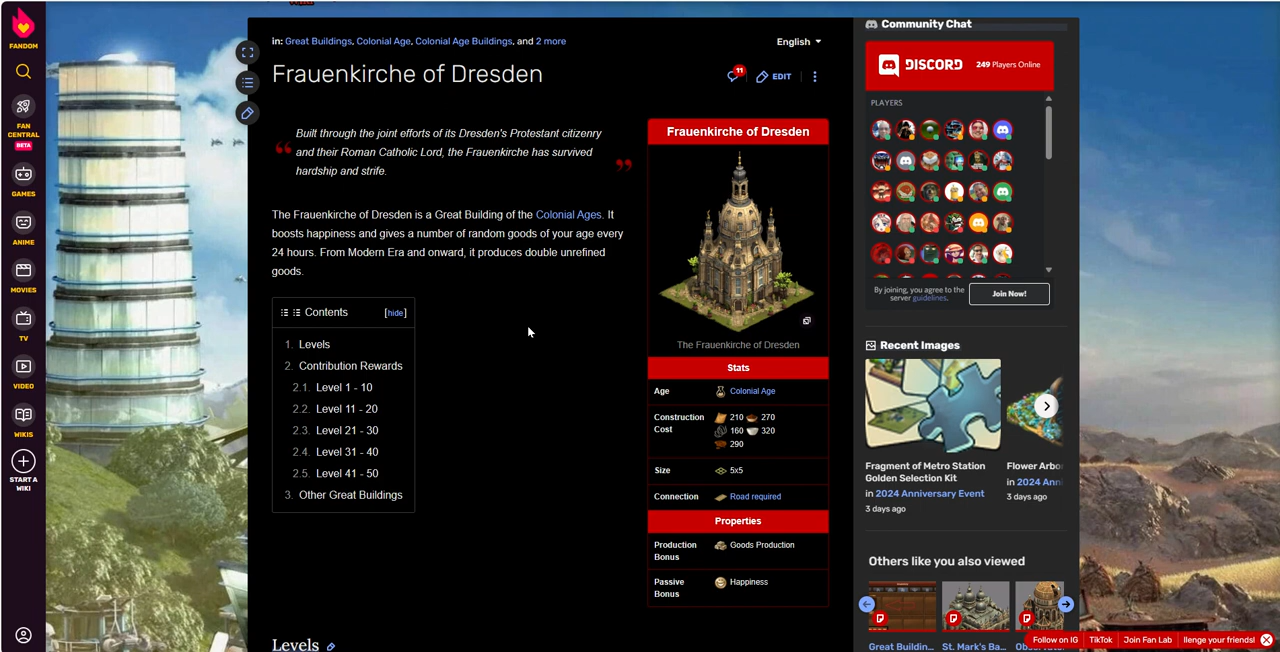 FANDOM
FAN
CENTRAL
BETA
GAMES
ANIME
MOVIES
TV
VIDEO
WIKIS
START A
WIKI
in: Great Buildings, Colonial Age, Colonial Age Buildings, and 2 more
English
Frauenkirche of Dresden
11
EDIT
“ Built through the joint efforts of its Dresden's Protestant citizenry
and their Roman Catholic Lord, the Frauenkirche has survived
hardship and strife. ”
The Frauenkirche of Dresden is a Great Building of the Colonial Ages. It
boosts happiness and gives a number of random goods of your age every
24 hours. From Modern Era and onward, it produces double unrefined
goods.
Contents [hide]
1. Levels
2. Contribution Rewards
2.1. Level 1 - 10
2.2. Level 11 - 20
2.3. Level 21 - 30
2.4. Level 31 - 40
2.5. Level 41 - 50
3. Other Great Buildings
Levels
Frauenkirche of Dresden
The Frauenkirche of Dresden
Stats
Age Colonial Age
Construction
Cost
210 270
160 320
290
Size 5x5
Connection Road required
Properties
Production
Bonus
Goods Production
Passive
Bonus
Happiness
Community Chat
DISCORD 249 Players Online
PLAYERS
By joining, you agree to the
server guidelines.
Join Now!
Recent Images
Fragment of Metro Station
Golden Selection Kit
in 2024 Anniversary Event
3 days ago
Flower Arbo
in 2024 Anni
3 days ago
Others like you also viewed
Great Buildin...
St. Mark's Ba...
Follow on IG
TikTok
Join Fan Lab
llenge your friends!